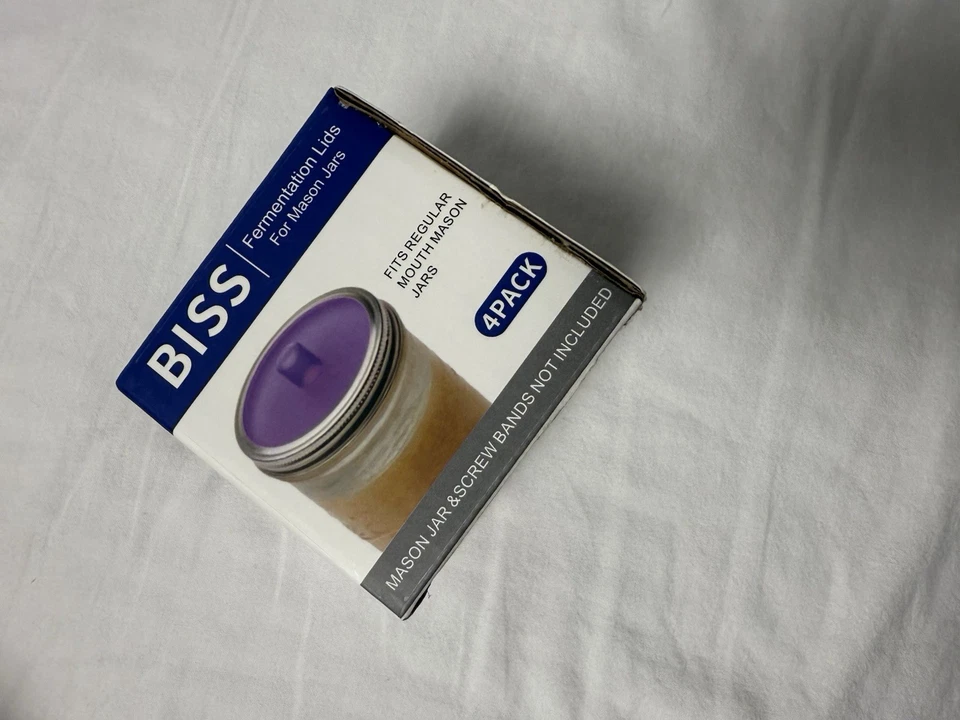 BISS
Fermentation Lids
For Mason Jars
FITS REGULAR
MOUTH MASON
JARS
4PACK
MASON JAR &SCREW BANDS NOT INCLUDED